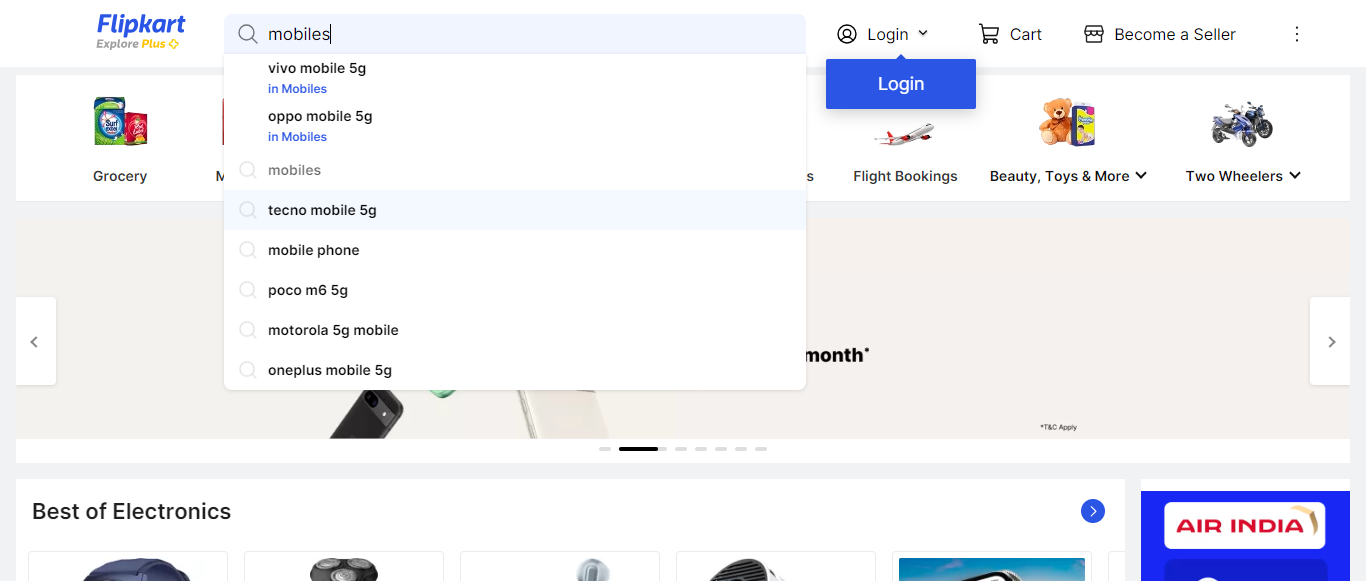 Flipkart
Explore Plus
mobiles
Login
Cart
Become a Seller
vivo mobile 5g
in Mobiles
oppo mobile 5g
in Mobiles
mobiles
tecno mobile 5g
mobile phone
poco m6 5g
motorola 5g mobile
oneplus mobile 5g
Login
Surf excel
Grocery
M
s
Flight Bookings
Beauty, Toys & More
Two Wheelers
month*
*T&C Apply
Best of Electronics
AIR INDIA